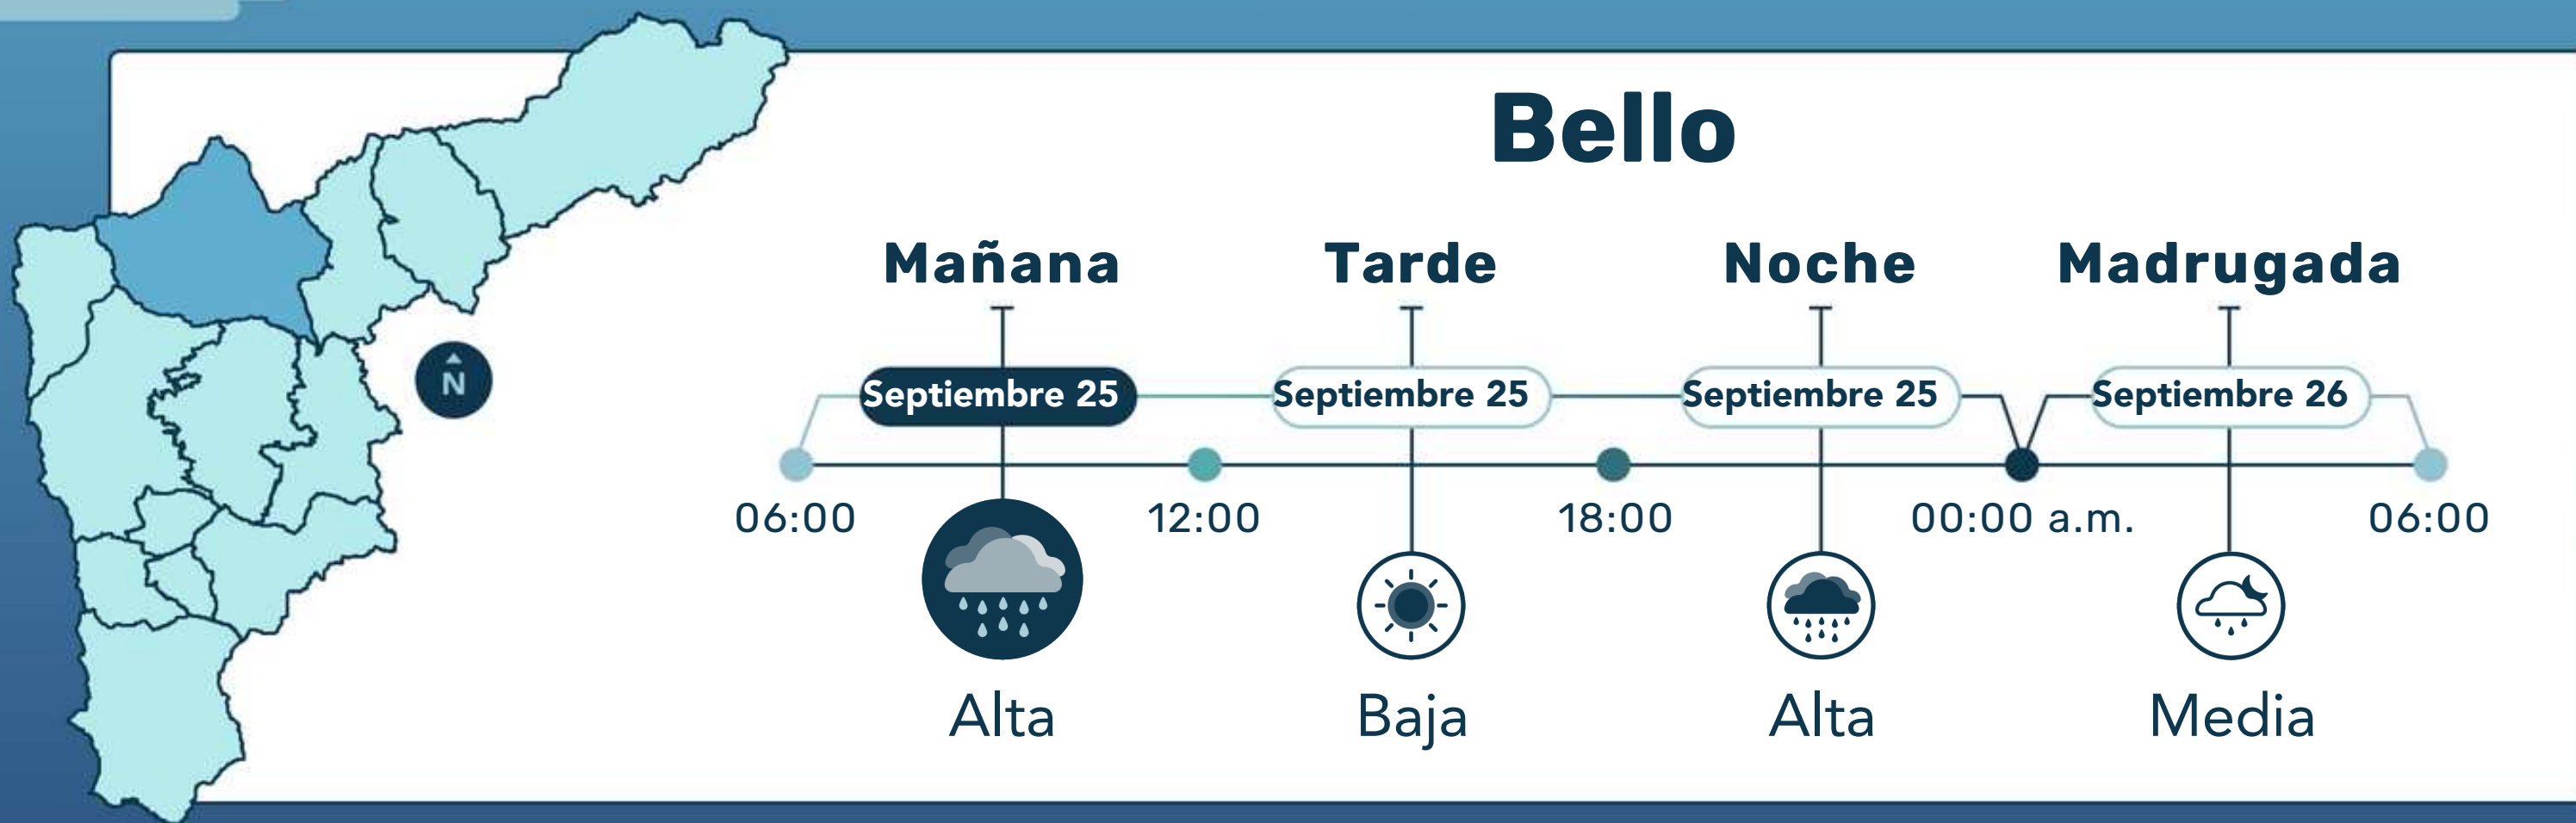 Bello
Mañana Tarde Noche Madrugada
N
Septiembre 25 Septiembre 25 Septiembre 25 Septiembre 26
06:00 12:00 18:00 00:00 a.m. 06:00
Alta Baja Alta Media